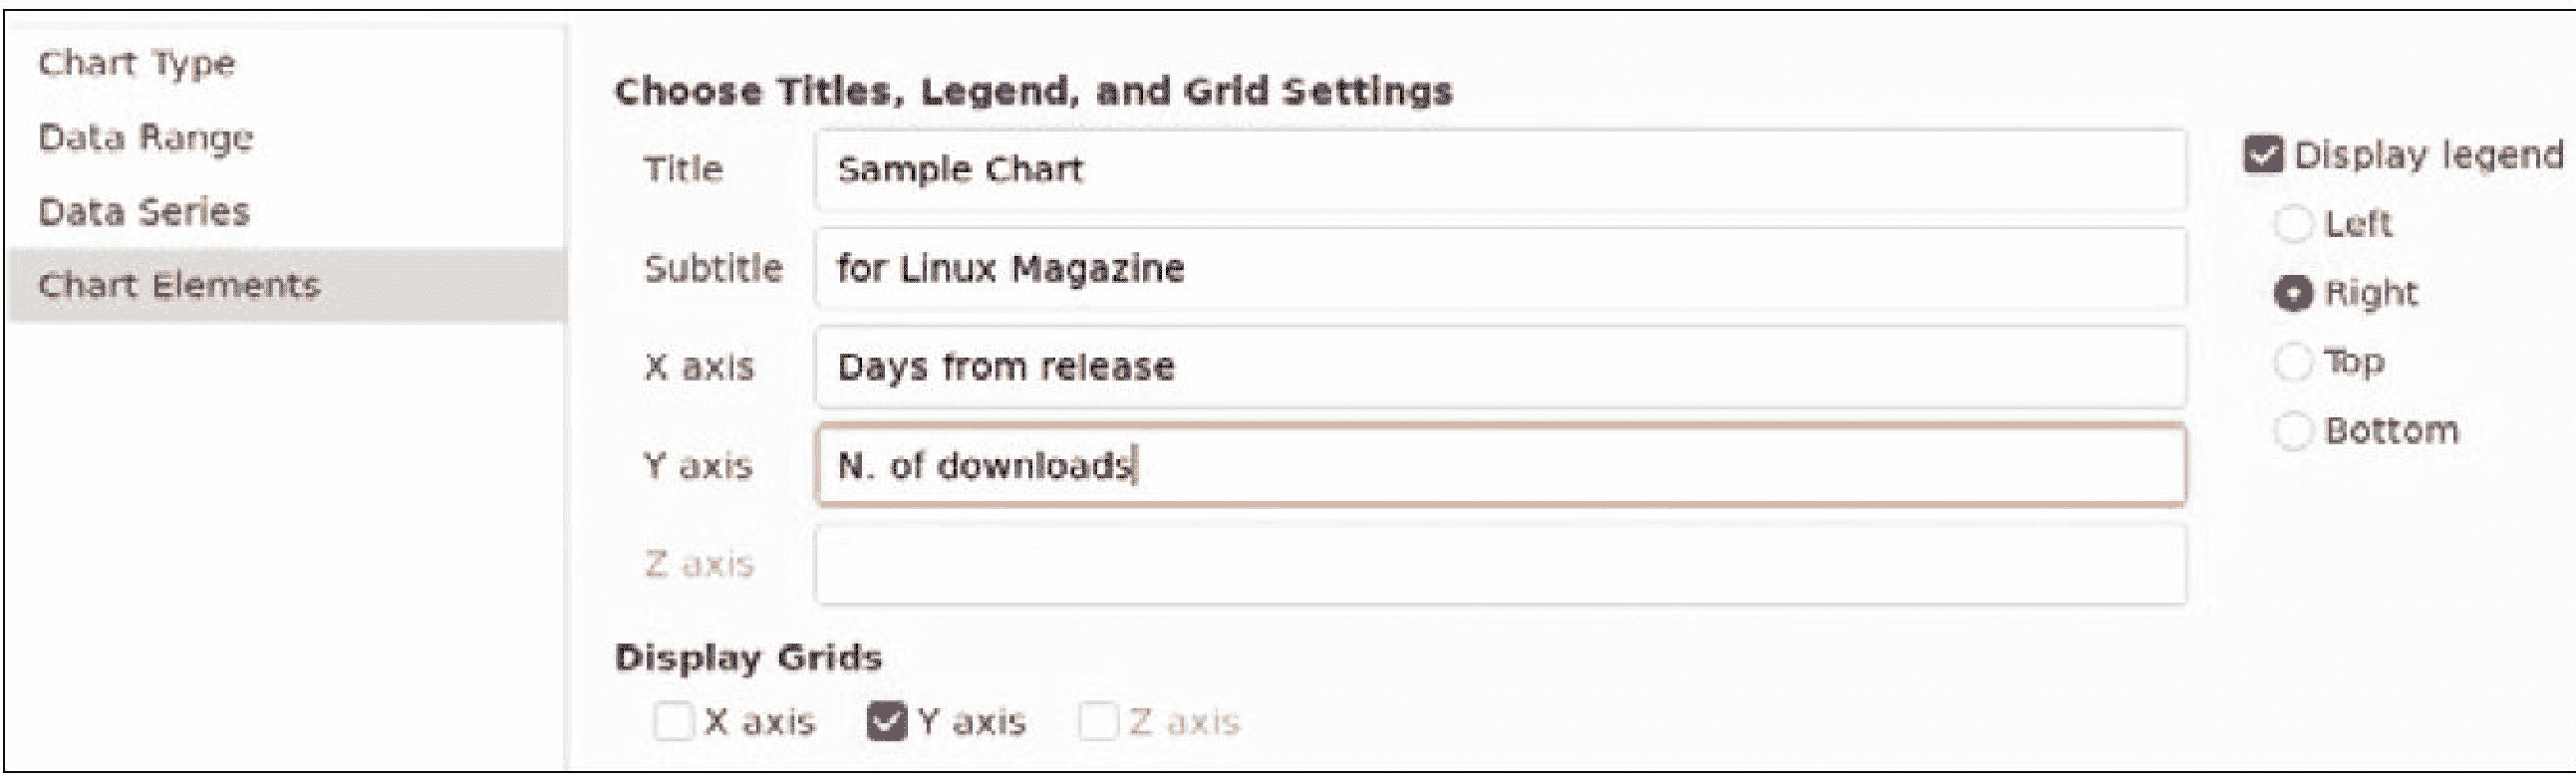 Chart Type
Data Range
Data Series
Chart Elements
Choose Titles, Legend, and Grid Settings
Title Sample Chart
Subtitle for Linux Magazine
X axis Days from release
Y axis N. of downloads
Z axis
Display legend
Left
Right
Top
Bottom
Display Grids
X axis Y axis Z axis